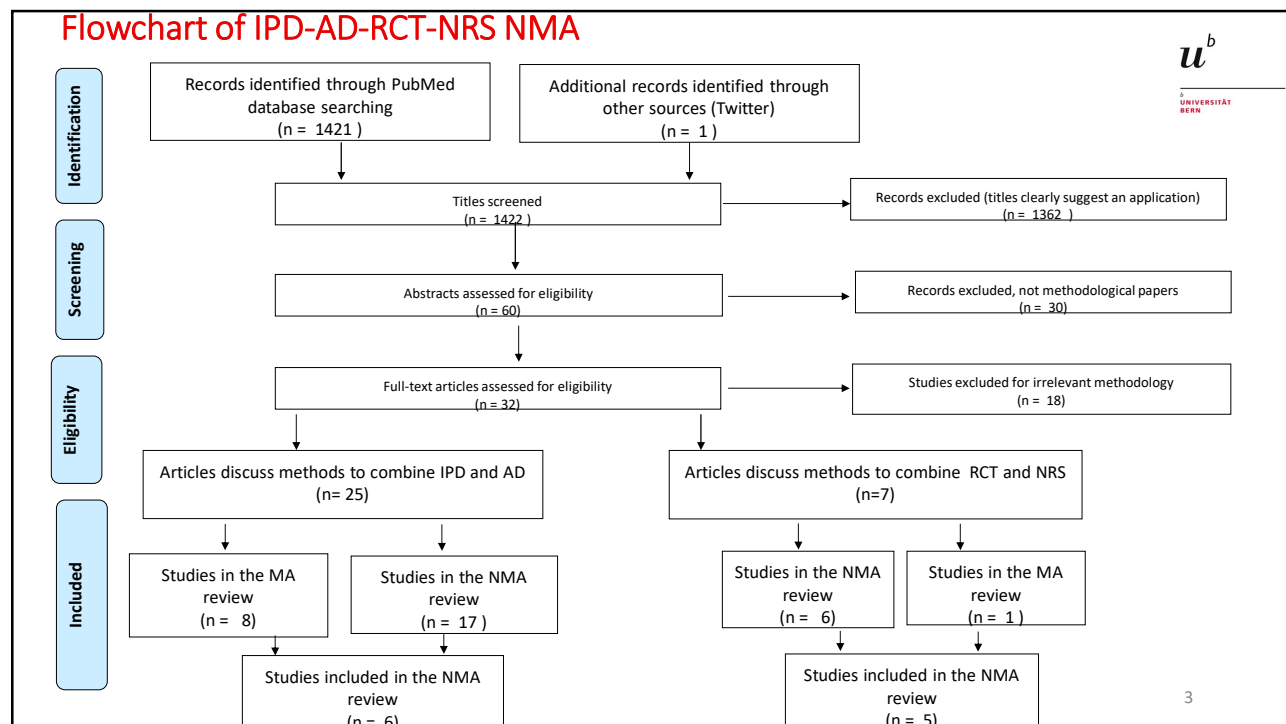 Flowchart of IPD-AD-RCT-NRS NMA
u^b
b
UNIVERSITÄT
BERN
Identification
Records identified through PubMed
database searching
(n = 1421 )
Additional records identified through
other sources (Twitter)
(n = 1 )
Titles screened
(n = 1422 )
Records excluded (titles clearly suggest an application)
(n = 1362 )
Screening
Abstracts assessed for eligibility
(n = 60)
Records excluded, not methodological papers
(n = 30)
Eligibility
Full-text articles assessed for eligibility
(n = 32)
Studies excluded for irrelevant methodology
(n = 18)
Articles discuss methods to combine IPD and AD
(n= 25)
Articles discuss methods to combine RCT and NRS
(n=7)
Included
Studies in the MA
review
(n = 8)
Studies in the NMA
review
(n = 17 )
Studies in the NMA
review
(n = 6)
Studies in the MA
review
(n = 1 )
Studies included in the NMA
review
(n = 6)
Studies included in the NMA
review
(n = 5)
3